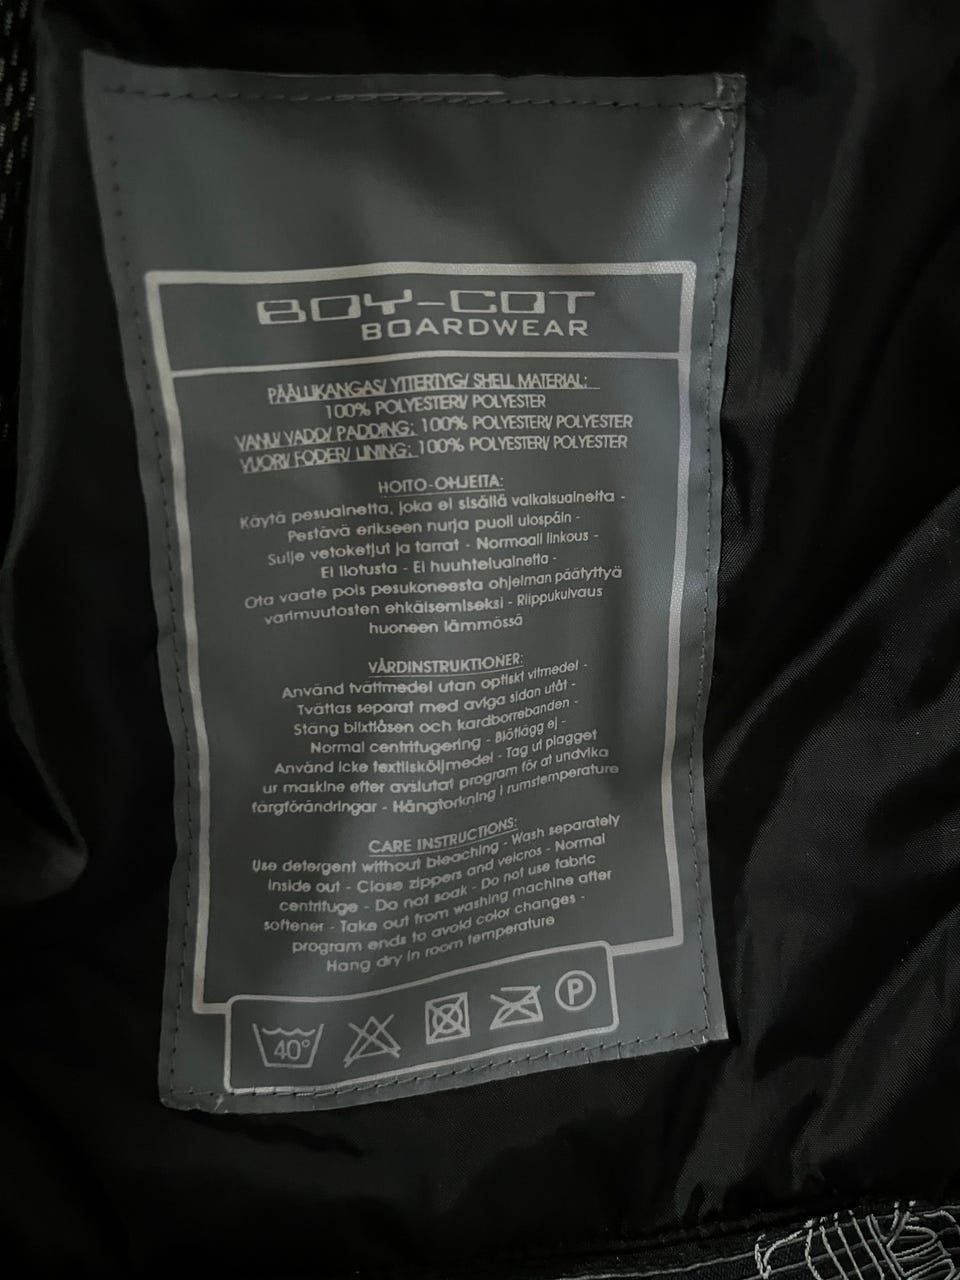 BOY-COT
BOARDWEAR
PÄÄLLIKANGAS/ YTTERTYG/ SHELL MATERIAL:
100% POLYESTERI/ POLYESTER
VANU/ VADD/ PADDING: 100% POLYESTERI/ POLYESTER
VUORI/ FODER/ LINING: 100% POLYESTERI/ POLYESTER
HOITO-OHJEITA:
Käytä pesuainetta, joka ei sisällä valkaisuainetta -
Pestävä erikseen nurja puoli ulospäin -
Sulje vetoketjut ja tarrat - Normaali linkous -
Ei liotusta - Ei huuhteluainetta -
Ota vaate pois pesukoneesta ohjelman päätyttyä
varimuutosten ehkäisemiseksi - Riippukuivaus
huoneen lämmössä
VÅRDINSTRUKTIONER:
Använd tvättmedel utan optiskt vitmedel -
Tvättas separat med aviga sidan utåt -
Stäng blixtlåsen och kardborrebanden -
Normal centrifugering - Blötlägg ej -
Använd icke textilsköljmedel - Tag ut plagget
ur maskine efter avslutat program för at undvika
färgförändringar - Hängtorkning i rumstemperature
CARE INSTRUCTIONS:
Use detergent without bleaching - Wash separately
inside out - Close zippers and velcros - Normal
centrifuge - Do not soak - Do not use fabric
softener - Take out from washing machine after
program ends to avoid color changes -
Hang dry in room temperature
40° P